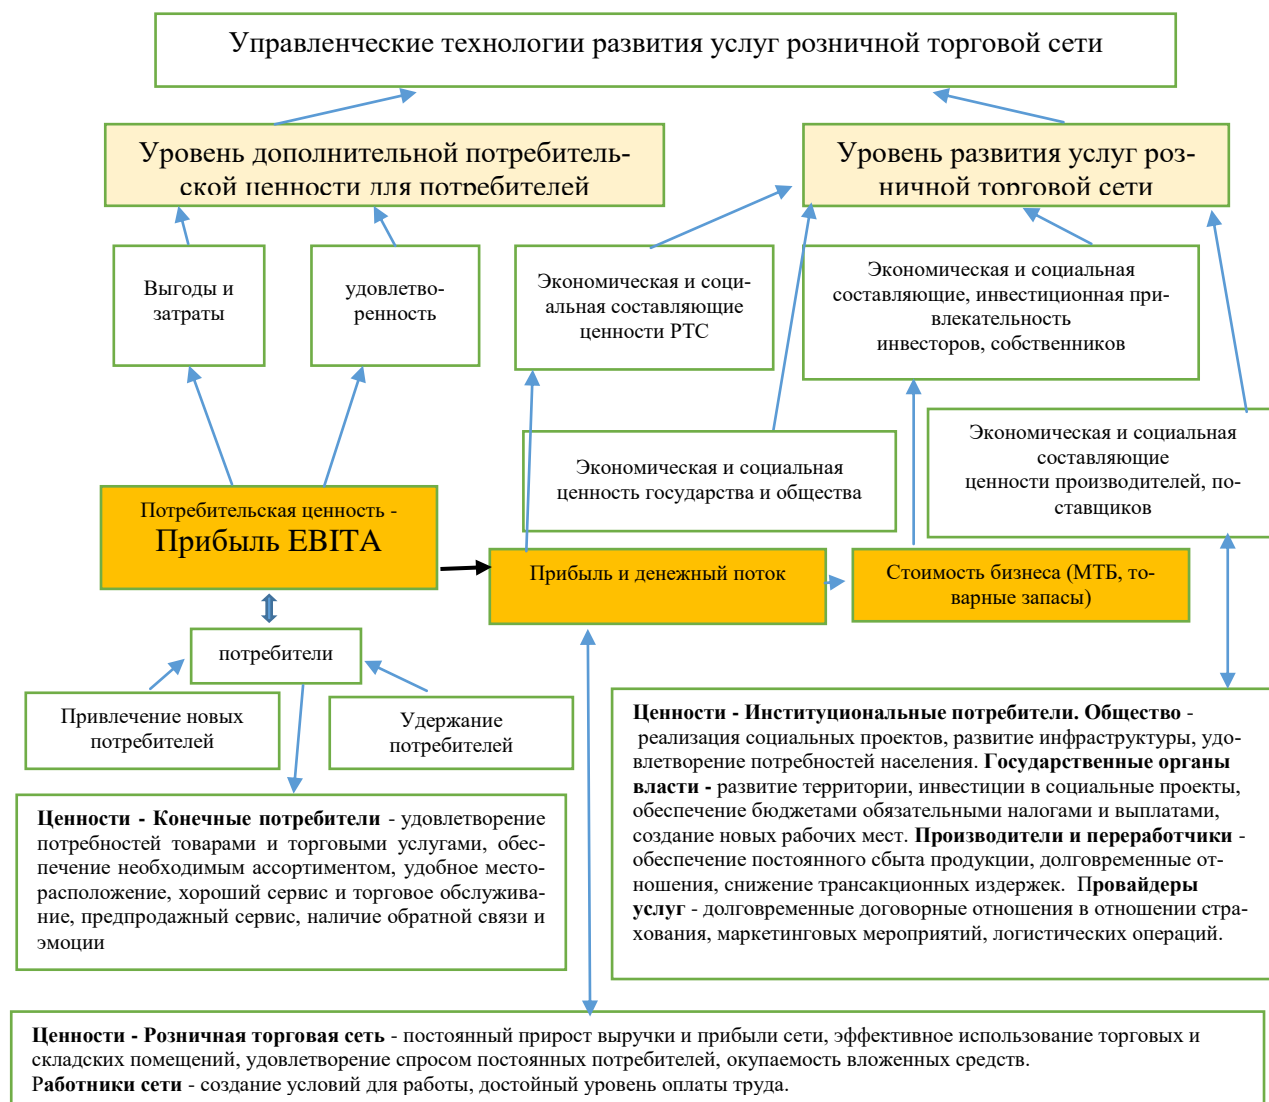 Управленческие технологии развития услуг розничной торговой сети
Уровень дополнительной потребитель-
ской ценности для потребителей
Уровень развития услуг роз-
ничной торговой сети
Выгоды и
затраты
удовлетво-
ренность
Экономическая и соци-
альная составляющие
ценности РТС
Экономическая и социальная
составляющие, инвестиционная при-
влекательность
инвесторов, собственников
Экономическая и социальная
ценность государства и общества
Экономическая и социальная
составляющие
ценности производителей, по-
ставщиков
Потребительская ценность -
Прибыль EBITA
Прибыль и денежный поток
Стоимость бизнеса (МТБ, то-
варные запасы)
потребители
Привлечение новых
потребителей
Удержание
потребителей
Ценности - Институциональные потребители. Общество -
реализация социальных проектов, развитие инфраструктуры, удо-
влетворение потребностей населения. Государственные органы
власти - развитие территории, инвестиции в социальные проекты,
обеспечение бюджетами обязательными налогами и выплатами,
создание новых рабочих мест. Производители и переработчики -
обеспечение постоянного сбыта продукции, долговременные от-
ношения, снижение трансакционных издержек. Провайдеры
услуг - долговременные договорные отношения в отношении стра-
хования, маркетинговых мероприятий, логистических операций.
Ценности - Конечные потребители - удовлетворение
потребностей товарами и торговыми услугами, обес-
печение необходимым ассортиментом, удобное место-
расположение, хороший сервис и торговое обслужива-
ние, предпродажный сервис, наличие обратной связи и
эмоции
Ценности - Розничная торговая сеть - постоянный прирост выручки и прибыли сети, эффективное использование торговых и
складских помещений, удовлетворение спросом постоянных потребителей, окупаемость вложенных средств.
Работники сети - создание условий для работы, достойный уровень оплаты труда.